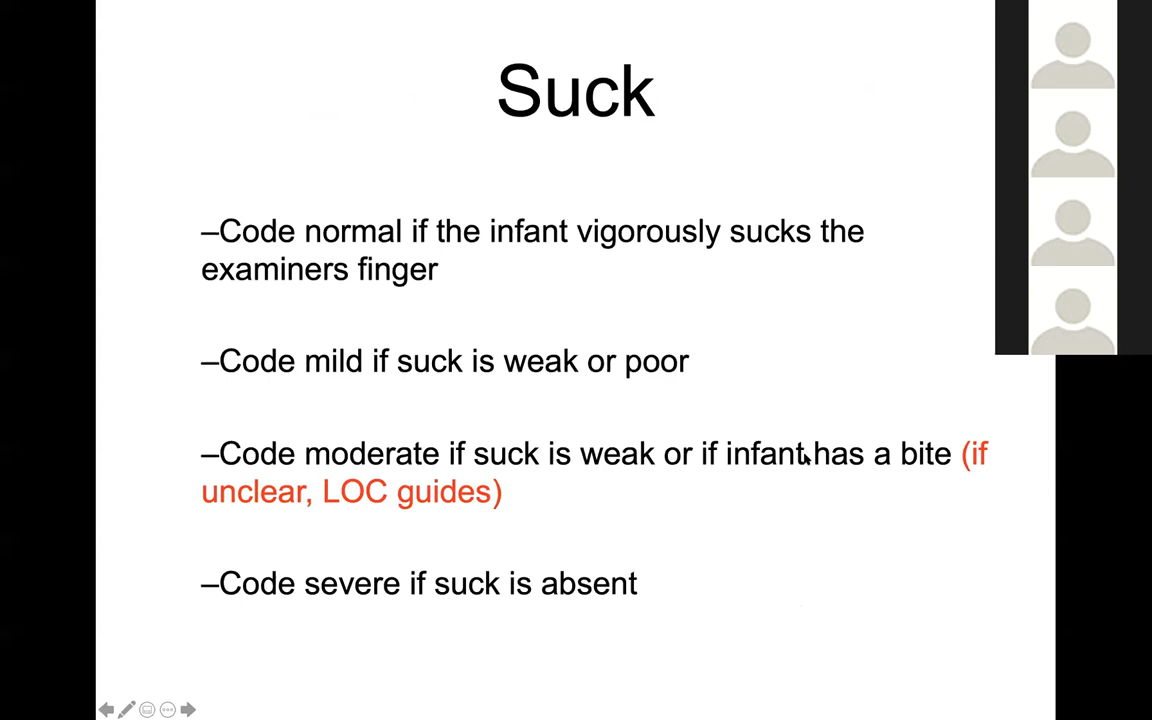 Suck
–Code normal if the infant vigorously sucks the
examiners finger
–Code mild if suck is weak or poor
–Code moderate if suck is weak or if infant has a bite (if
unclear, LOC guides)
–Code severe if suck is absent